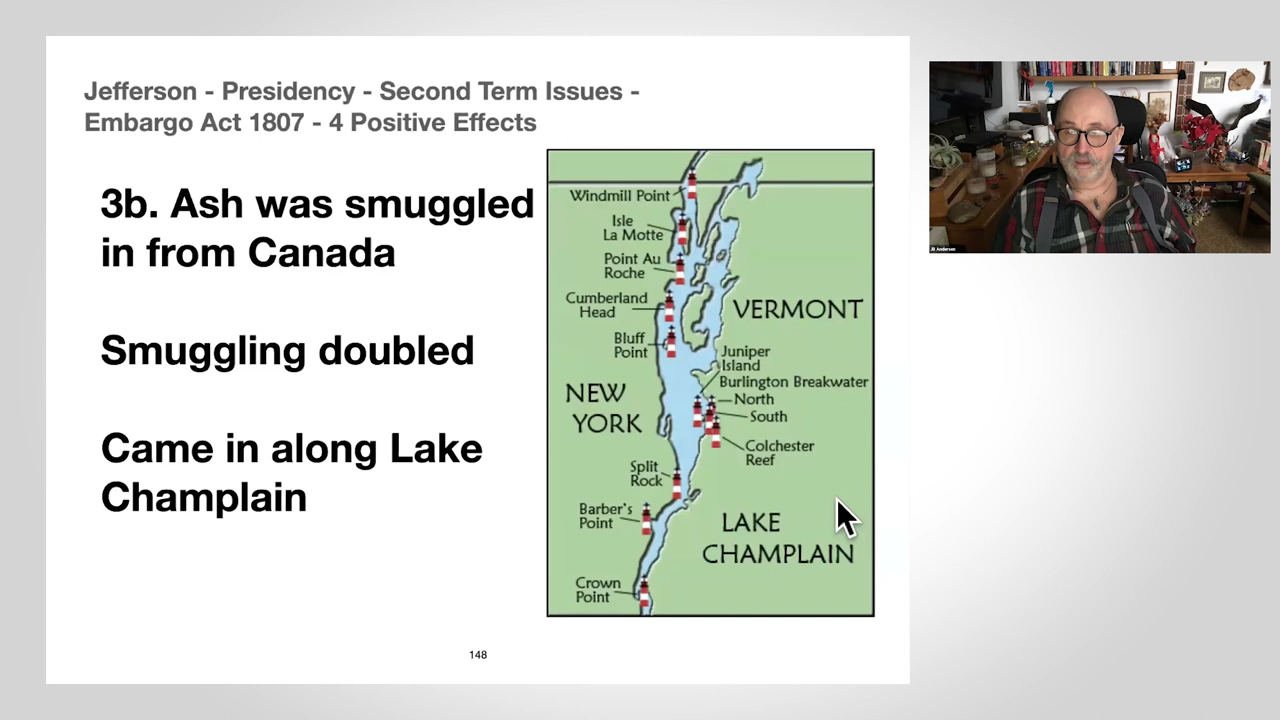 Jefferson - Presidency - Second Term Issues -
Embargo Act 1807 - 4 Positive Effects
3b. Ash was smuggled
in from Canada
Smuggling doubled
Came in along Lake
Champlain
Windmill Point
Isle
La Motte
Point Au
Roche
Cumberland
Head
VERMONT
Bluff
Point
Juniper
Island
Burlington Breakwater
NEW
YORK
North
South
Colchester
Reef
Split
Rock
Barber's
Point
LAKE
CHAMPLAIN
Crown
Point
148
JB Anderson